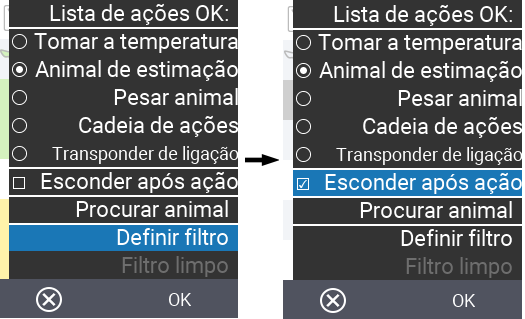 Lista de ações OK:
Tomar a temperatura
Animal de estimação
Pesar animal
Cadeia de ações
Transponder de ligação
Esconder após ação
Procurar animal
Definir filtro
Filtro limpo
OK
Lista de ações OK:
Tomar a temperatura
Animal de estimação
Pesar animal
Cadeia de ações
Transponder de ligação
Esconder após ação
Procurar animal
Definir filtro
Filtro limpo
OK